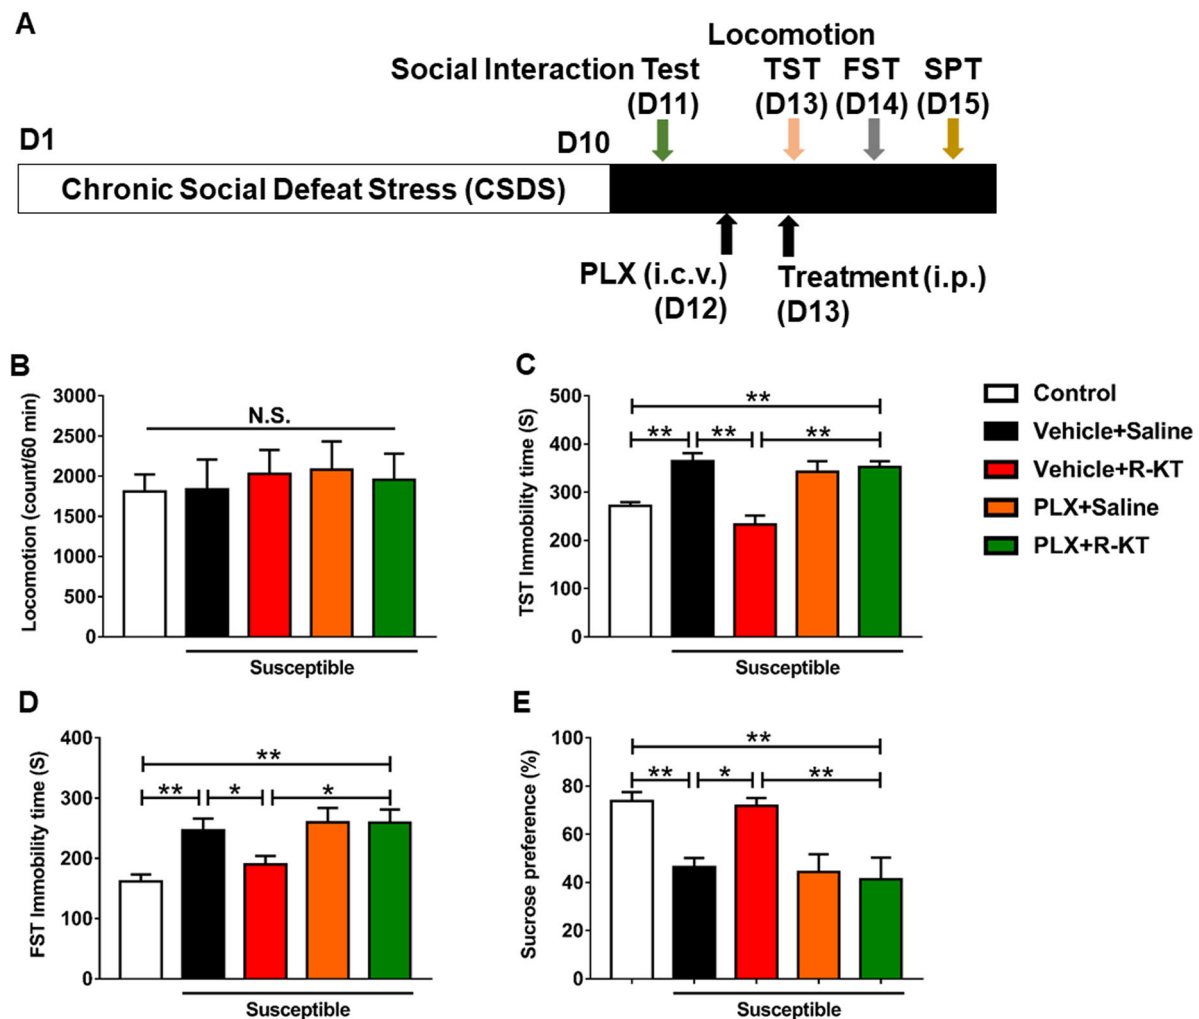 A
Locomotion
Social Interaction Test TST FST SPT
(D11) (D13) (D14) (D15)
D1 D10
Chronic Social Defeat Stress (CSDS)
PLX (i.c.v.) Treatment (i.p.)
(D12) (D13)
B
Locomotion (count/60 min)
3000
2500
2000
1500
1000
500
0
N.S.
Susceptible
C
TST Immobility time (S)
500
400
300
200
100
0
**
** ** **
Susceptible
Control
Vehicle+Saline
Vehicle+R-KT
PLX+Saline
PLX+R-KT
D
FST Immobility time (S)
400
300
200
100
0
**
** * *
Susceptible
E
Sucrose preference (%)
100
80
60
40
20
0
**
** * **
Susceptible